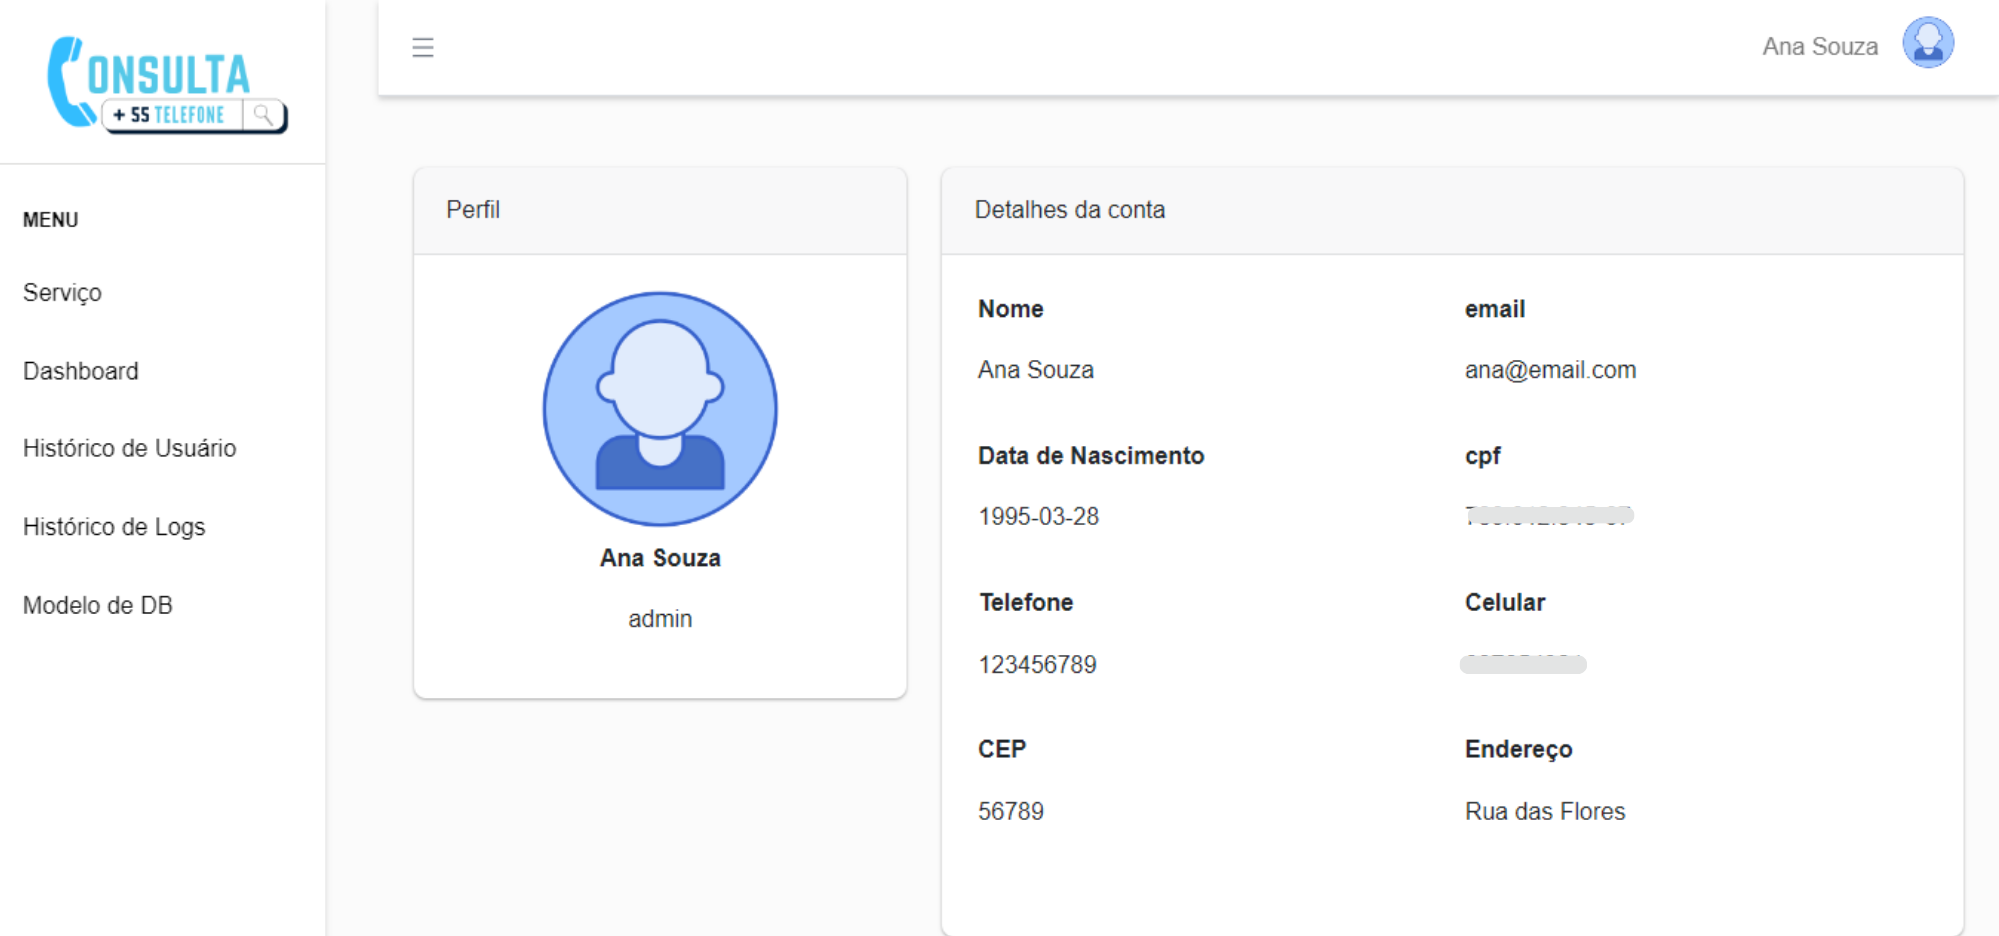 CONSULTA
+ 55 TELEFONE
MENU
Serviço
Dashboard
Histórico de Usuário
Histórico de Logs
Modelo de DB
Ana Souza
Perfil
Ana Souza
admin
Detalhes da conta
Nome
Ana Souza
email
ana@email.com
Data de Nascimento
1995-03-28
cpf
Telefone
123456789
Celular
CEP
56789
Endereço
Rua das Flores